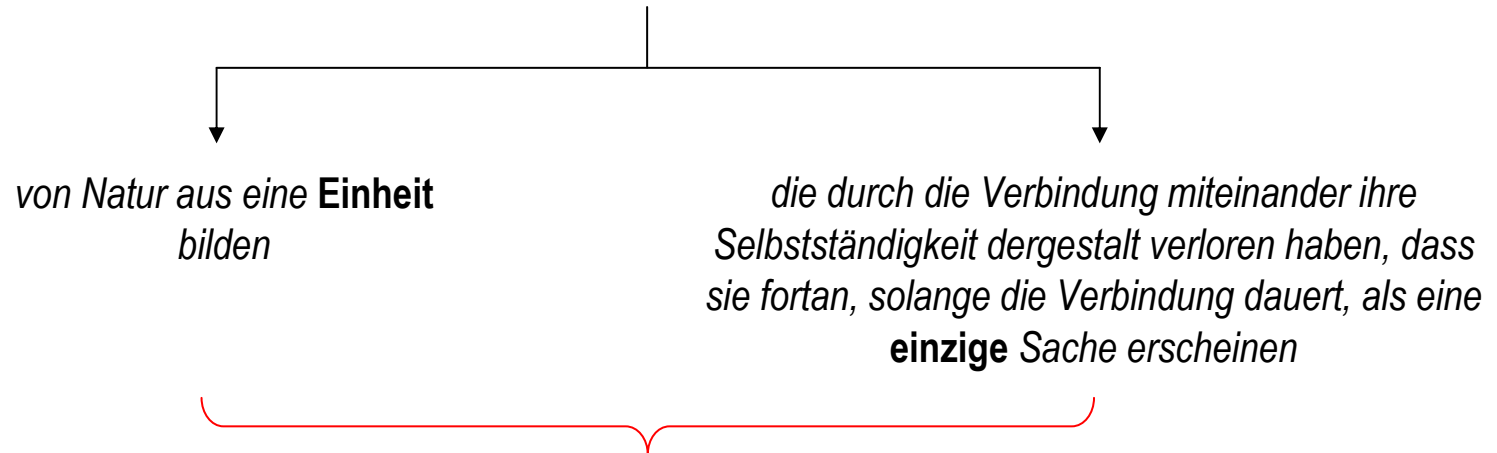 von Natur aus eine Einheit
bilden
die durch die Verbindung miteinander ihre
Selbstständigkeit dergestalt verloren haben, dass
sie fortan, solange die Verbindung dauert, als eine
einzige Sache erscheinen